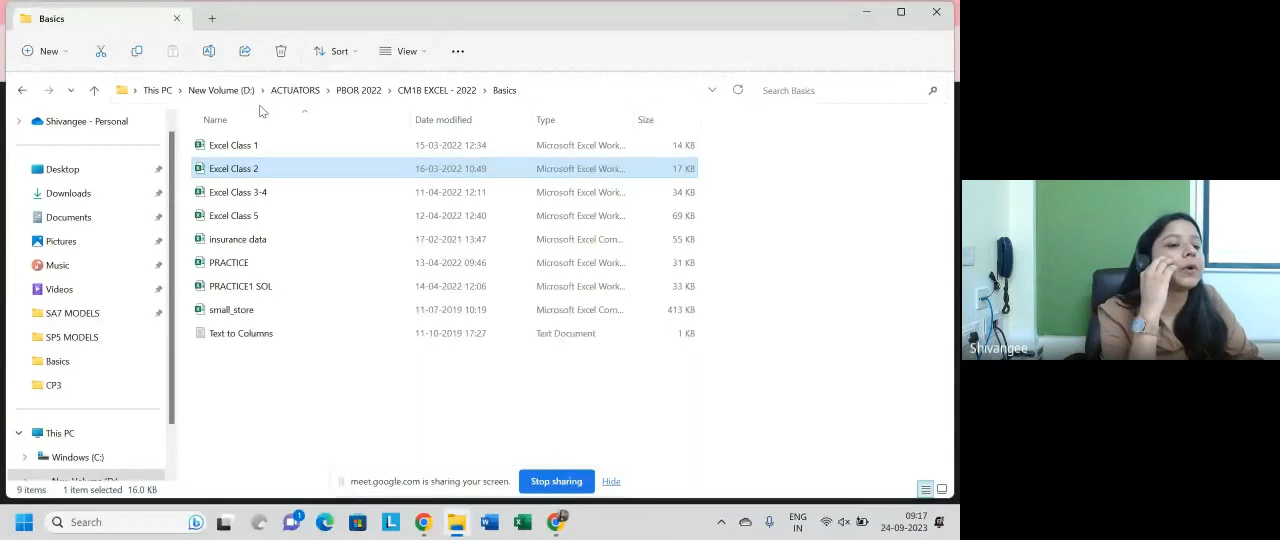 Basics
New
Sort
View
This PC > New Volume (D:) > ACTUATORS > PBOR 2022 > CM1B EXCEL - 2022 > Basics
Search Basics
Name Date modified Type Size
Shivangee - Personal
Desktop
Downloads
Documents
Pictures
Music
Videos
SA7 MODELS
SP5 MODELS
Basics
CP3
This PC
Windows (C:)
Excel Class 1 15-03-2022 12:34 Microsoft Excel Work... 14 KB
Excel Class 2 16-03-2022 10:49 Microsoft Excel Work... 17 KB
Excel Class 3-4 11-04-2022 12:11 Microsoft Excel Work... 34 KB
Excel Class 5 12-04-2022 12:40 Microsoft Excel Work... 69 KB
insurance data 17-02-2021 13:47 Microsoft Excel Com... 55 KB
PRACTICE 13-04-2022 09:46 Microsoft Excel Work... 31 KB
PRACTICE1 SOL 14-04-2022 12:06 Microsoft Excel Work... 33 KB
small_store 11-07-2019 10:19 Microsoft Excel Com... 413 KB
Text to Columns 11-10-2019 17:27 Text Document 1 KB
meet.google.com is sharing your screen. Stop sharing Hide
9 items 1 item selected 16.0 KB
Shivangee
Search
1
ENG
IN
09:17
24-09-2023